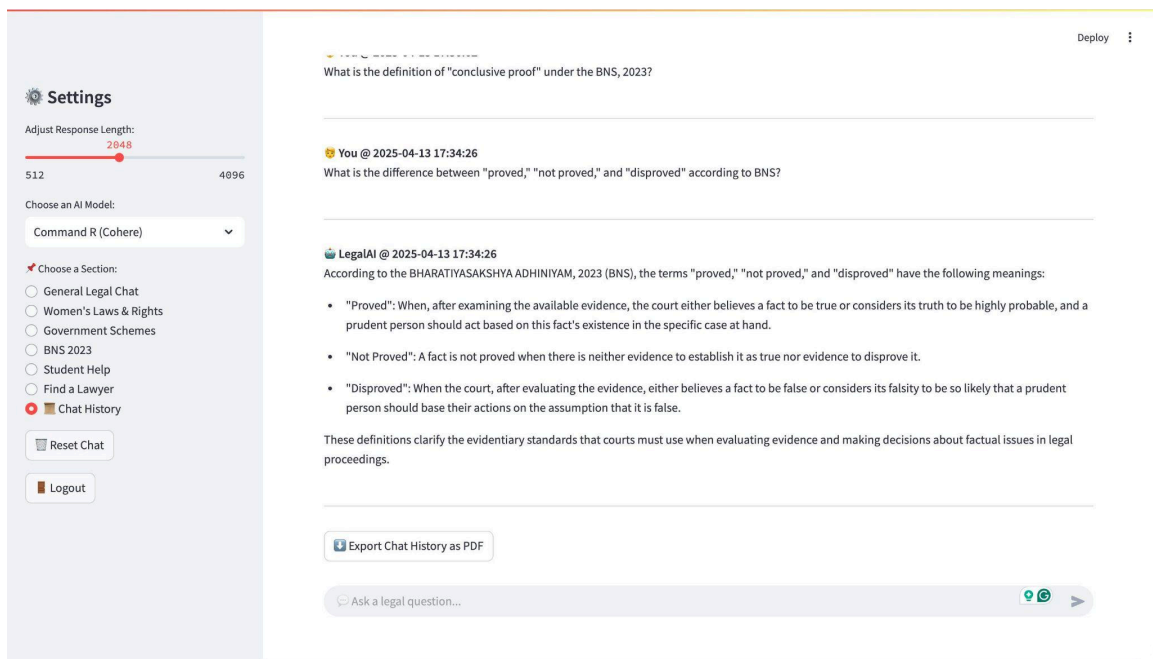 Deploy
⚙️ Settings
Adjust Response Length:
2048
512 4096
Choose an AI Model:
Command R (Cohere)
📌 Choose a Section:
General Legal Chat
Women's Laws & Rights
Government Schemes
BNS 2023
Student Help
Find a Lawyer
📜 Chat History
🗑️ Reset Chat
🚪 Logout
What is the definition of "conclusive proof" under the BNS, 2023?
🧑 You @ 2025-04-13 17:34:26
What is the difference between "proved," "not proved," and "disproved" according to BNS?
🤖 LegalAI @ 2025-04-13 17:34:26
According to the BHARATIYASAKSHYA ADHINIYAM, 2023 (BNS), the terms "proved," "not proved," and "disproved" have the following meanings:
• "Proved": When, after examining the available evidence, the court either believes a fact to be true or considers its truth to be highly probable, and a
prudent person should act based on this fact's existence in the specific case at hand.
• "Not Proved": A fact is not proved when there is neither evidence to establish it as true nor evidence to disprove it.
• "Disproved": When the court, after evaluating the evidence, either believes a fact to be false or considers its falsity to be so likely that a prudent
person should base their actions on the assumption that it is false.
These definitions clarify the evidentiary standards that courts must use when evaluating evidence and making decisions about factual issues in legal
proceedings.
⬇️ Export Chat History as PDF
💬 Ask a legal question...